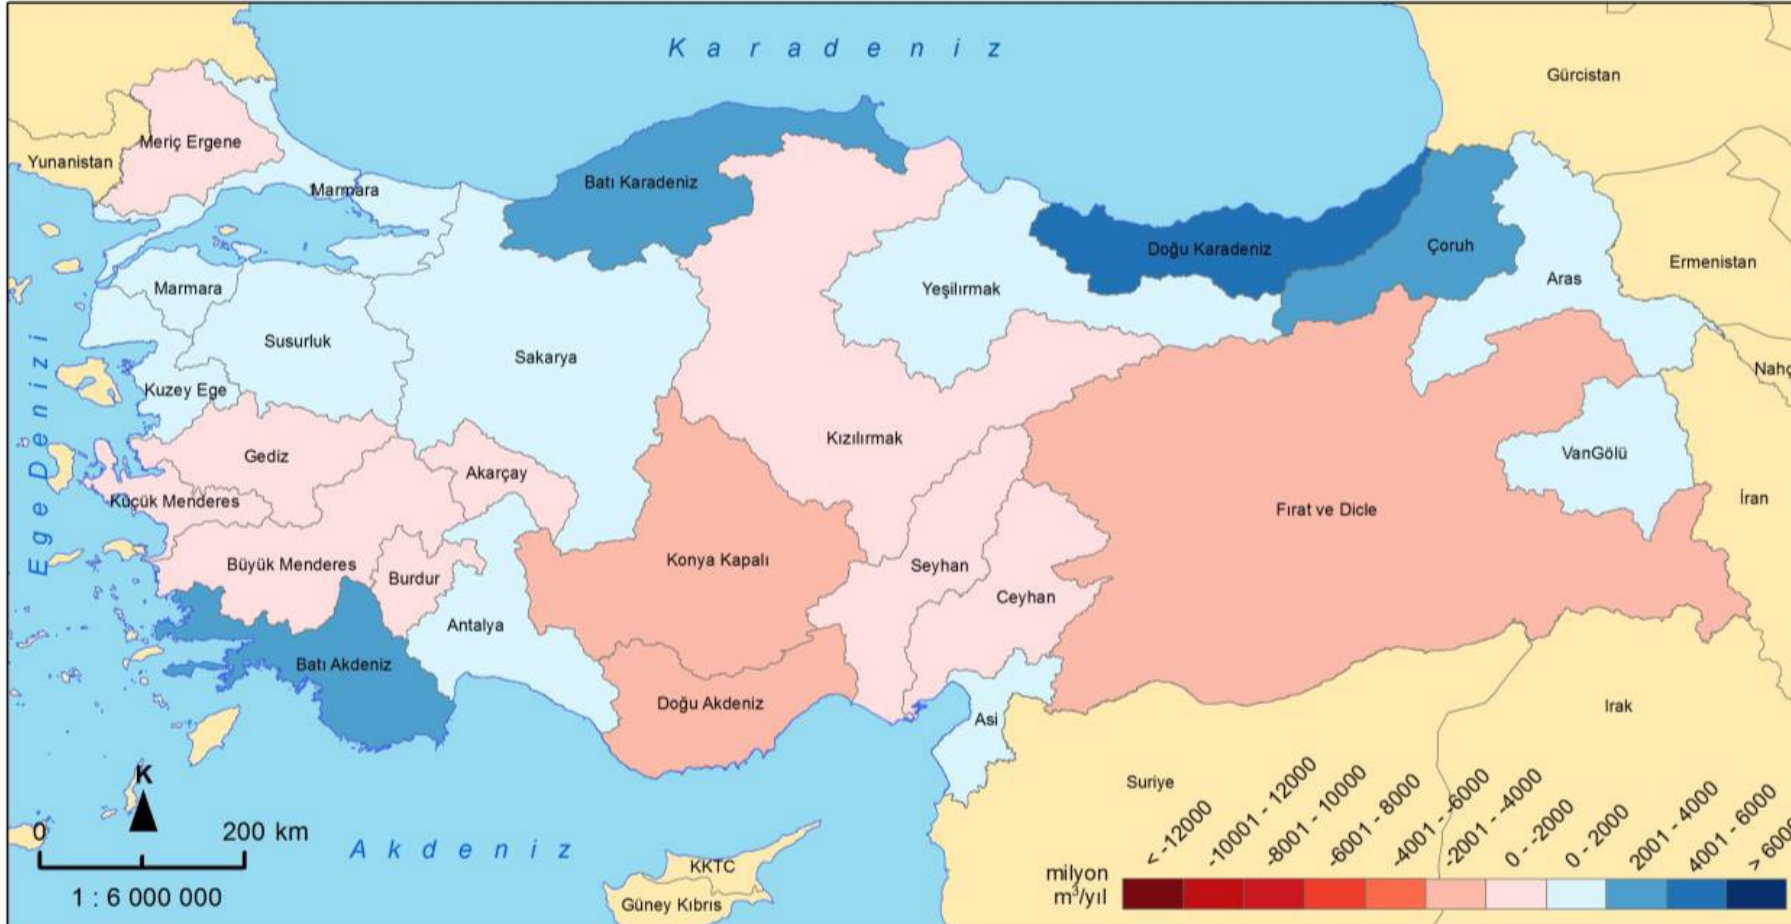 K a r a d e n i z
Gürcistan
Meriç Ergene
Yunanistan
Batı Karadeniz
Marmara
Doğu Karadeniz
Çoruh
Ermenistan
Aras
Marmara
Yeşilırmak
Susurluk
Sakarya
Nahç
Kuzey Ege
Ege Denizi
Kızılırmak
Gediz
VanGölü
Akarçay
Küçük Menderes
İran
Fırat ve Dicle
Konya Kapalı
Büyük Menderes
Seyhan
Burdur
Ceyhan
Antalya
Batı Akdeniz
Doğu Akdeniz
Irak
Asi
K
Suriye
0 200 km
A k d e n i z
1 : 6 000 000
KKTC
Güney Kıbrıs
milyon
m³/yıl
< -12000
-10001 - 12000
-8001 - 10000
-6001 - 8000
-4001 - -6000
-2001 - -4000
0 - -2000
0 - 2000
2001 - 4000
4001 - 6000
> 6000